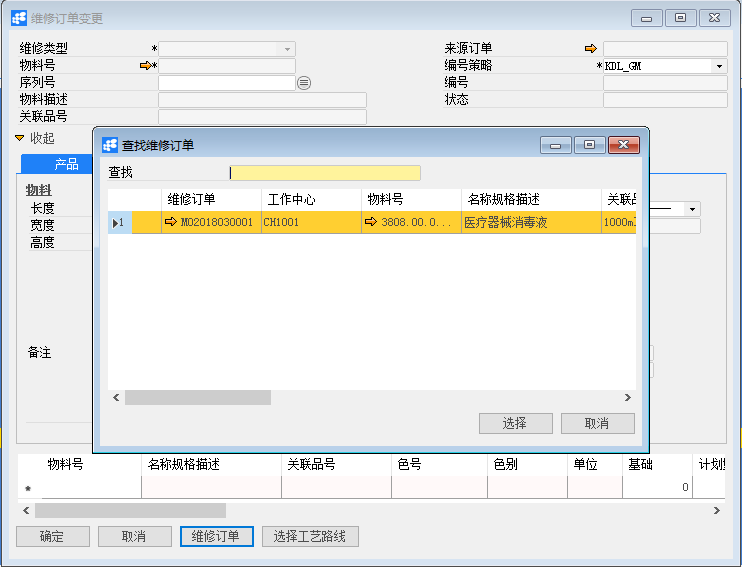 维修订单变更
维修类型 * 来源订单
物料号 * 编号策略 * KDL_GM
序列号 编号
物料描述 状态
关联品号
收起
产品
物料
长度
宽度
高度
备注
查找维修订单
查找
维修订单 工作中心 物料号 名称规格描述 关联品
1 MO2018030001 CH1001 3808.00.0... 医疗器械消毒液 1000ml
选择 取消
物料号 名称规格描述 关联品号 色号 色别 单位 基础 计划
* 0
确定 取消 维修订单 选择工艺路线